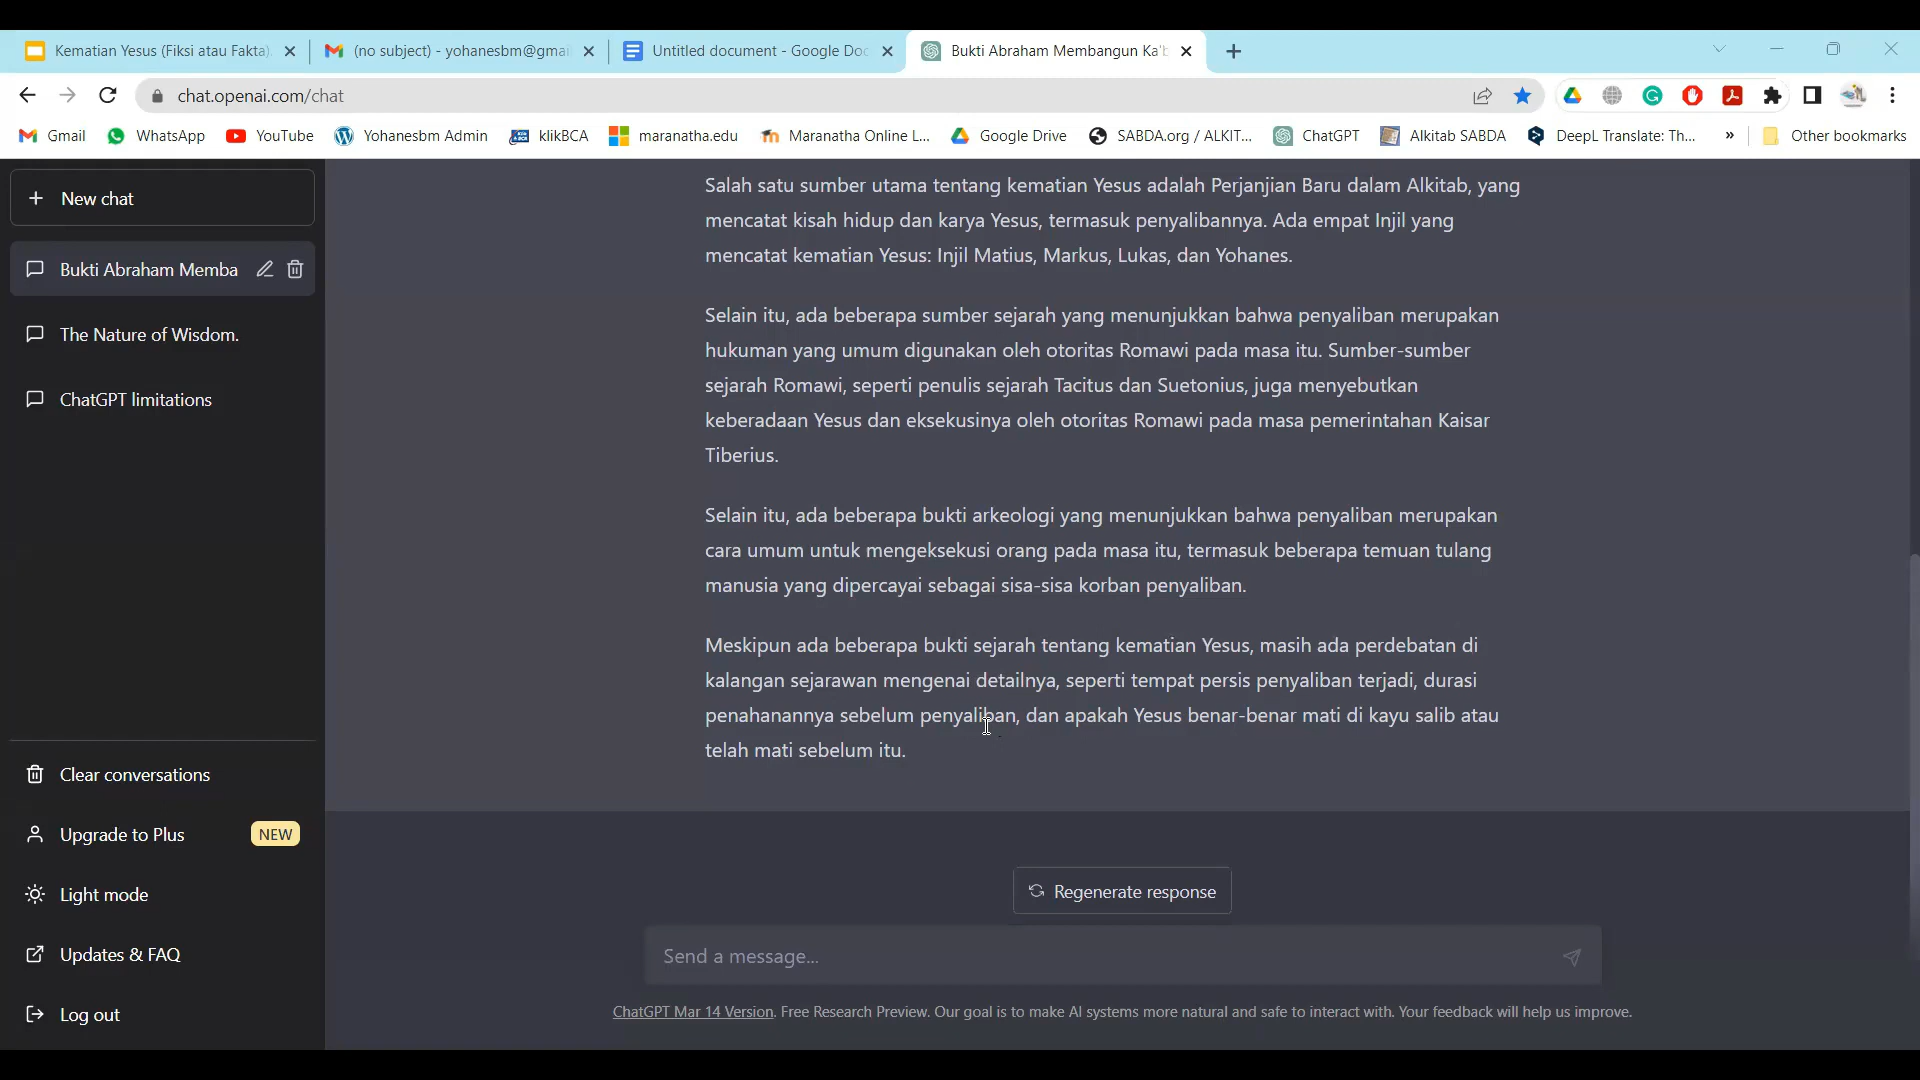 Kematian Yesus (Fiksi atau Fakta)
(no subject) - yohanesbm@gmai
Untitled document - Google Doc
Bukti Abraham Membangun Ka'b
chat.openai.com/chat
Gmail
WhatsApp
YouTube
Yohanesbm Admin
klikBCA
maranatha.edu
Maranatha Online L...
Google Drive
SABDA.org / ALKIT...
ChatGPT
Alkitab SABDA
DeepL Translate: Th...
»
Other bookmarks
New chat
Bukti Abraham Memba
The Nature of Wisdom.
ChatGPT limitations
Clear conversations
Upgrade to Plus
NEW
Light mode
Updates & FAQ
Log out
Salah satu sumber utama tentang kematian Yesus adalah Perjanjian Baru dalam Alkitab, yang
mencatat kisah hidup dan karya Yesus, termasuk penyalibannya. Ada empat Injil yang
mencatat kematian Yesus: Injil Matius, Markus, Lukas, dan Yohanes.
Selain itu, ada beberapa sumber sejarah yang menunjukkan bahwa penyaliban merupakan
hukuman yang umum digunakan oleh otoritas Romawi pada masa itu. Sumber-sumber
sejarah Romawi, seperti penulis sejarah Tacitus dan Suetonius, juga menyebutkan
keberadaan Yesus dan eksekusinya oleh otoritas Romawi pada masa pemerintahan Kaisar
Tiberius.
Selain itu, ada beberapa bukti arkeologi yang menunjukkan bahwa penyaliban merupakan
cara umum untuk mengeksekusi orang pada masa itu, termasuk beberapa temuan tulang
manusia yang dipercayai sebagai sisa-sisa korban penyaliban.
Meskipun ada beberapa bukti sejarah tentang kematian Yesus, masih ada perdebatan di
kalangan sejarawan mengenai detailnya, seperti tempat persis penyaliban terjadi, durasi
penahanannya sebelum penyaliban, dan apakah Yesus benar-benar mati di kayu salib atau
telah mati sebelum itu.
Regenerate response
Send a message...
ChatGPT Mar 14 Version. Free Research Preview. Our goal is to make AI systems more natural and safe to interact with. Your feedback will help us improve.